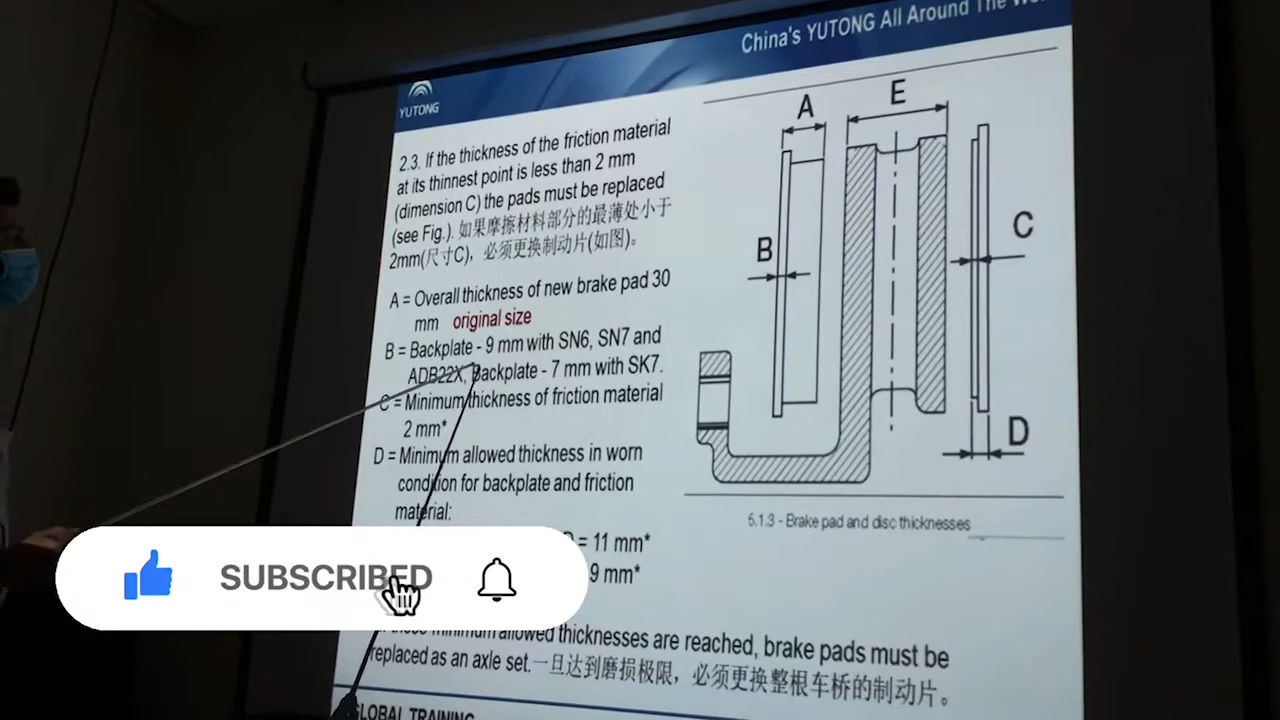 China's YUTONG All Around The
YUTONG
2.3. If the thickness of the friction material
at its thinnest point is less than 2 mm
(dimension C) the pads must be replaced
(see Fig.). 如果摩擦材料部分的最薄处小于
2mm(尺寸C)，必须更换制动片(如图)。
A = Overall thickness of new brake pad 30
mm original size
B = Backplate - 9 mm with SN6, SN7 and
ADB22X, Backplate - 7 mm with SK7.
C = Minimum thickness of friction material
2 mm*
D = Minimum allowed thickness in worn
condition for backplate and friction
material:
D = 11 mm*
9 mm*
minimum allowed thicknesses are reached, brake pads must be
replaced as an axle set.一旦达到磨损极限，必须更换整根车桥的制动片。
GLOBAL TRAINING
A
E
B
C
D
5.1.3 - Brake pad and disc thicknesses
SUBSCRIBED